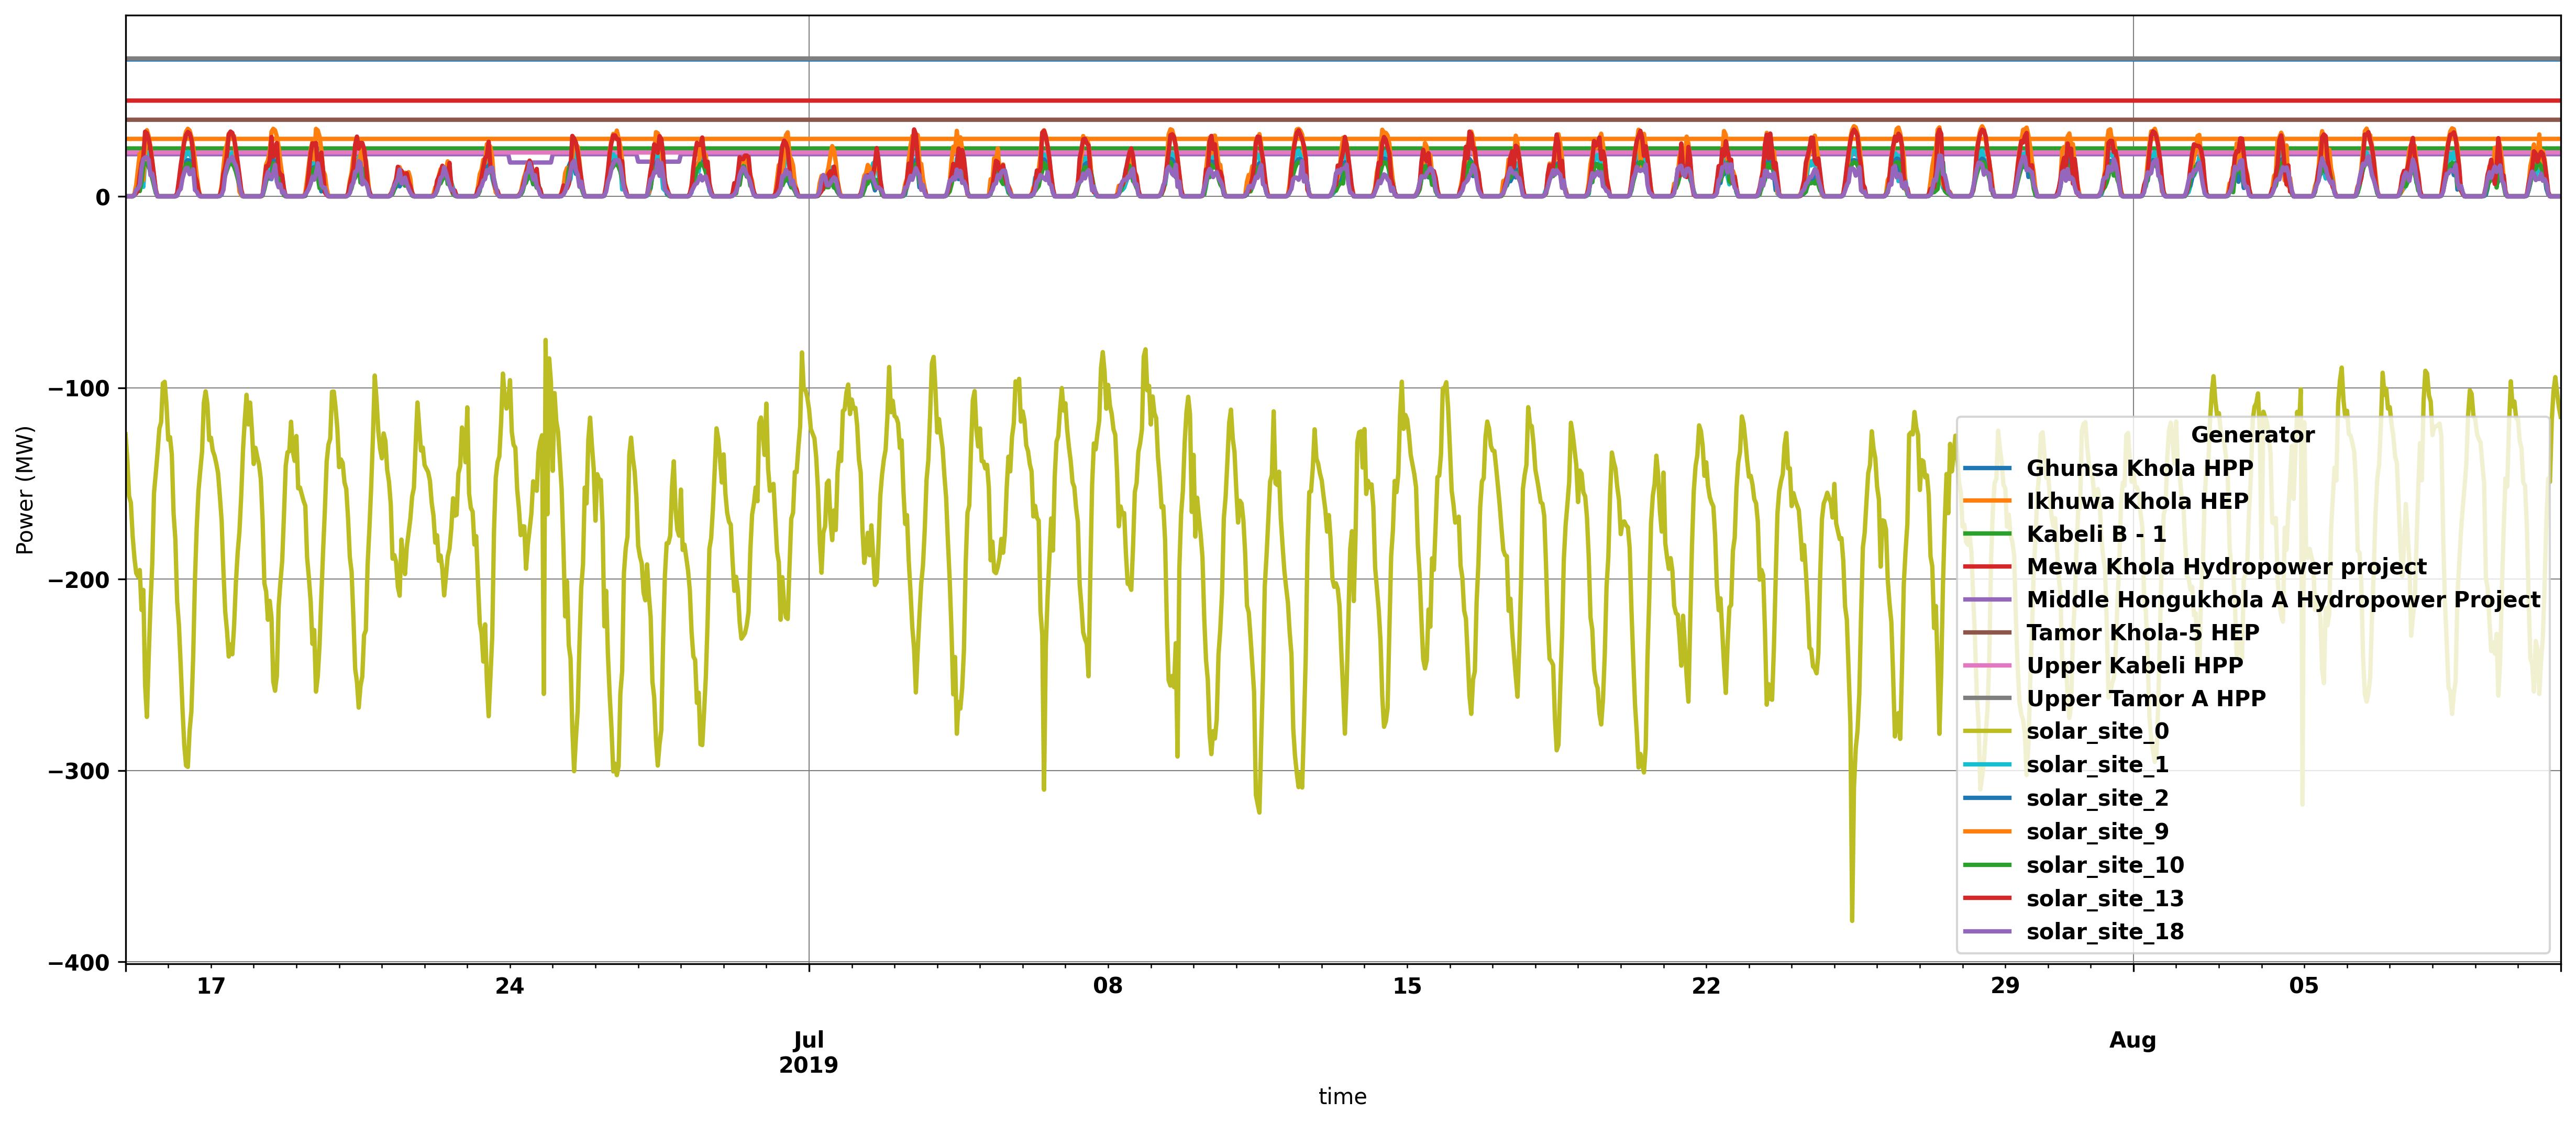 Power (MW)
0
−100
−200
−300
−400
Generator
Ghunsa Khola HPP
Ikhuwa Khola HEP
Kabeli B - 1
Mewa Khola Hydropower project
Middle Hongukhola A Hydropower Project
Tamor Khola-5 HEP
Upper Kabeli HPP
Upper Tamor A HPP
solar_site_0
solar_site_1
solar_site_2
solar_site_9
solar_site_10
solar_site_13
solar_site_18
17 24 08 15 22 29 05
Jul Aug
2019
time